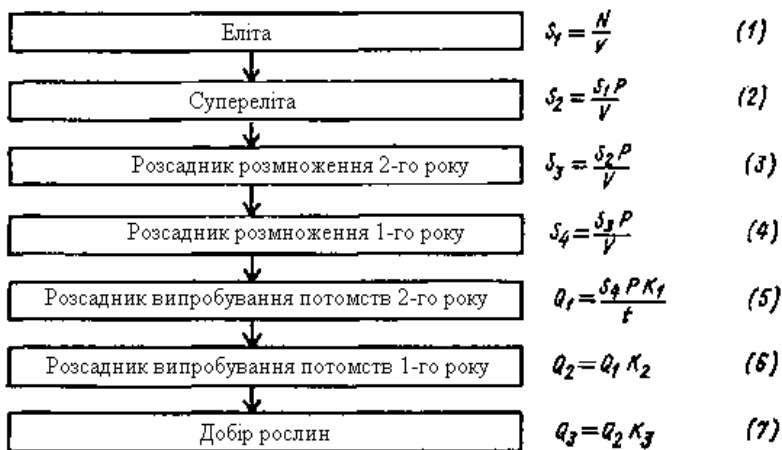 Еліта S₁ = N/V (1)
Супереліта S₂ = S₁P/V (2)
Розсадник розмноження 2-го року S₃ = S₂P/V (3)
Розсадник розмноження 1-го року S₄ = S₃P/V (4)
Розсадник випробування потомств 2-го року Q₁ = S₄PK₁/t (5)
Розсадник випробування потомств 1-го року Q₂ = Q₁K₂ (6)
Добір рослин Q₃ = Q₂K₃ (7)